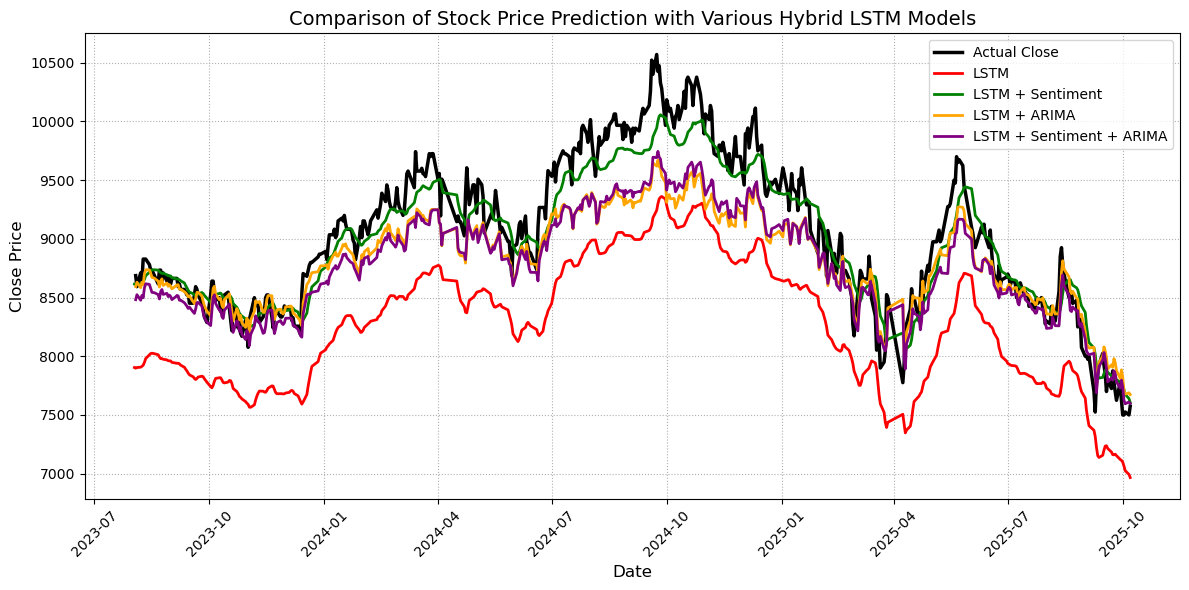 Comparison of Stock Price Prediction with Various Hybrid LSTM Models
Actual Close
LSTM
LSTM + Sentiment
LSTM + ARIMA
LSTM + Sentiment + ARIMA
Close Price
10500
10000
9500
9000
8500
8000
7500
7000
2023-07
2023-10
2024-01
2024-04
2024-07
2024-10
2025-01
2025-04
2025-07
2025-10
Date